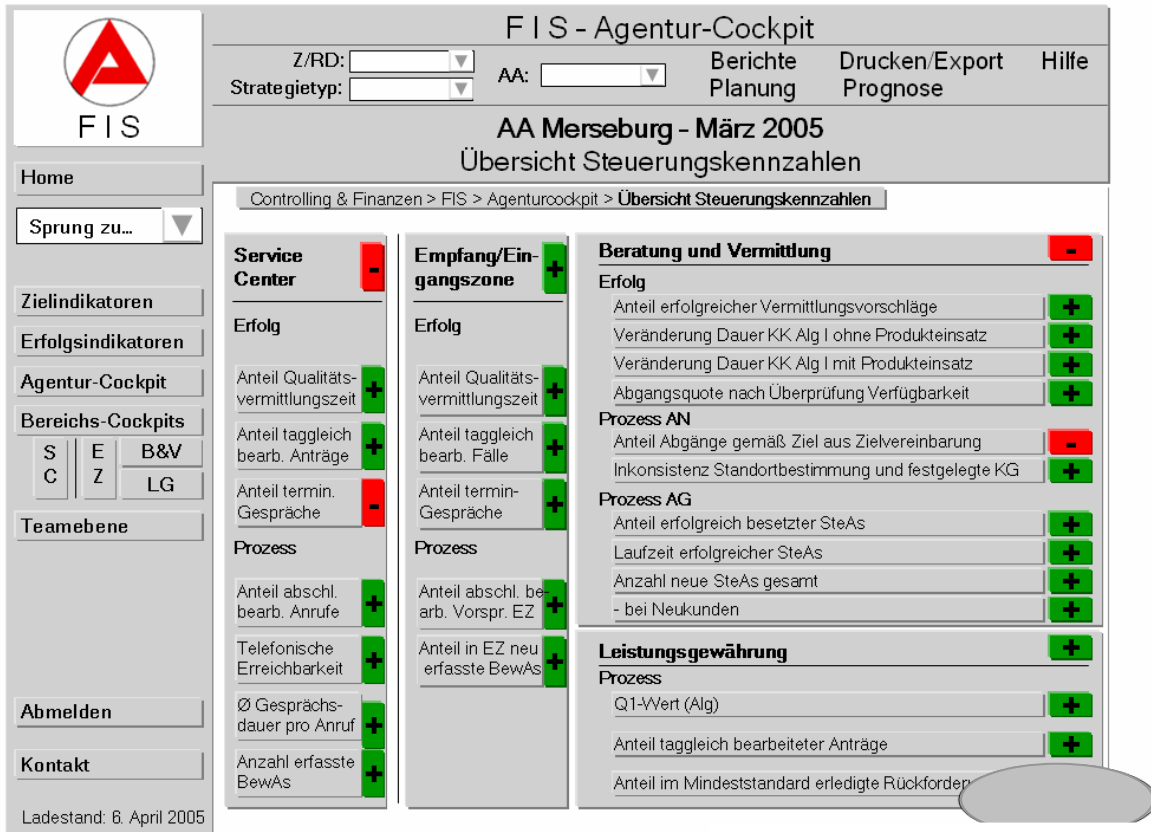 FIS - Agentur-Cockpit
Z/RD:
Strategietyp:
AA:
Berichte
Drucken/Export
Hilfe
Planung
Prognose
AA Merseburg - März 2005
Übersicht Steuerungskennzahlen
Controlling & Finanzen > FIS > Agenturcockpit > Übersicht Steuerungskennzahlen
FIS
Home
Sprung zu...
Zielindikatoren
Erfolgsindikatoren
Agentur-Cockpit
Bereichs-Cockpits
S
C
E
Z
B&V
LG
Teamebene
Abmelden
Kontakt
Ladestand: 6. April 2005
Service
Center
-
Erfolg
Anteil Qualitäts-
vermittlungszeit +
Anteil taggleich
bearb. Anträge +
Anteil termin.
Gespräche -
Prozess
Anteil abschl.
bearb. Anrufe +
Telefonische
Erreichbarkeit +
Ø Gesprächs-
dauer pro Anruf +
Anzahl erfasste
BewAs +
Empfang/Ein-
gangszone +
Erfolg
Anteil Qualitäts-
vermittlungszeit +
Anteil taggleich
bearb. Fälle +
Anteil termin-
Gespräche +
Prozess
Anteil abschl. be-
arb. Vorspr. EZ +
Anteil in EZ neu
erfasste BewAs +
Beratung und Vermittlung -
Erfolg
Anteil erfolgreicher Vermittlungsvorschläge +
Veränderung Dauer KK Alg I ohne Produkteinsatz +
Veränderung Dauer KK Alg I mit Produkteinsatz +
Abgangsquote nach Überprüfung Verfügbarkeit +
Prozess AN
Anteil Abgänge gemäß Ziel aus Zielvereinbarung -
Inkonsistenz Standortbestimmung und festgelegte KG +
Prozess AG
Anteil erfolgreich besetzter SteAs +
Laufzeit erfolgreicher SteAs +
Anzahl neue SteAs gesamt +
- bei Neukunden +
Leistungsgewährung +
Prozess
Q1-Wert (Alg) +
Anteil taggleich bearbeiteter Anträge +
Anteil im Mindeststandard erledigte